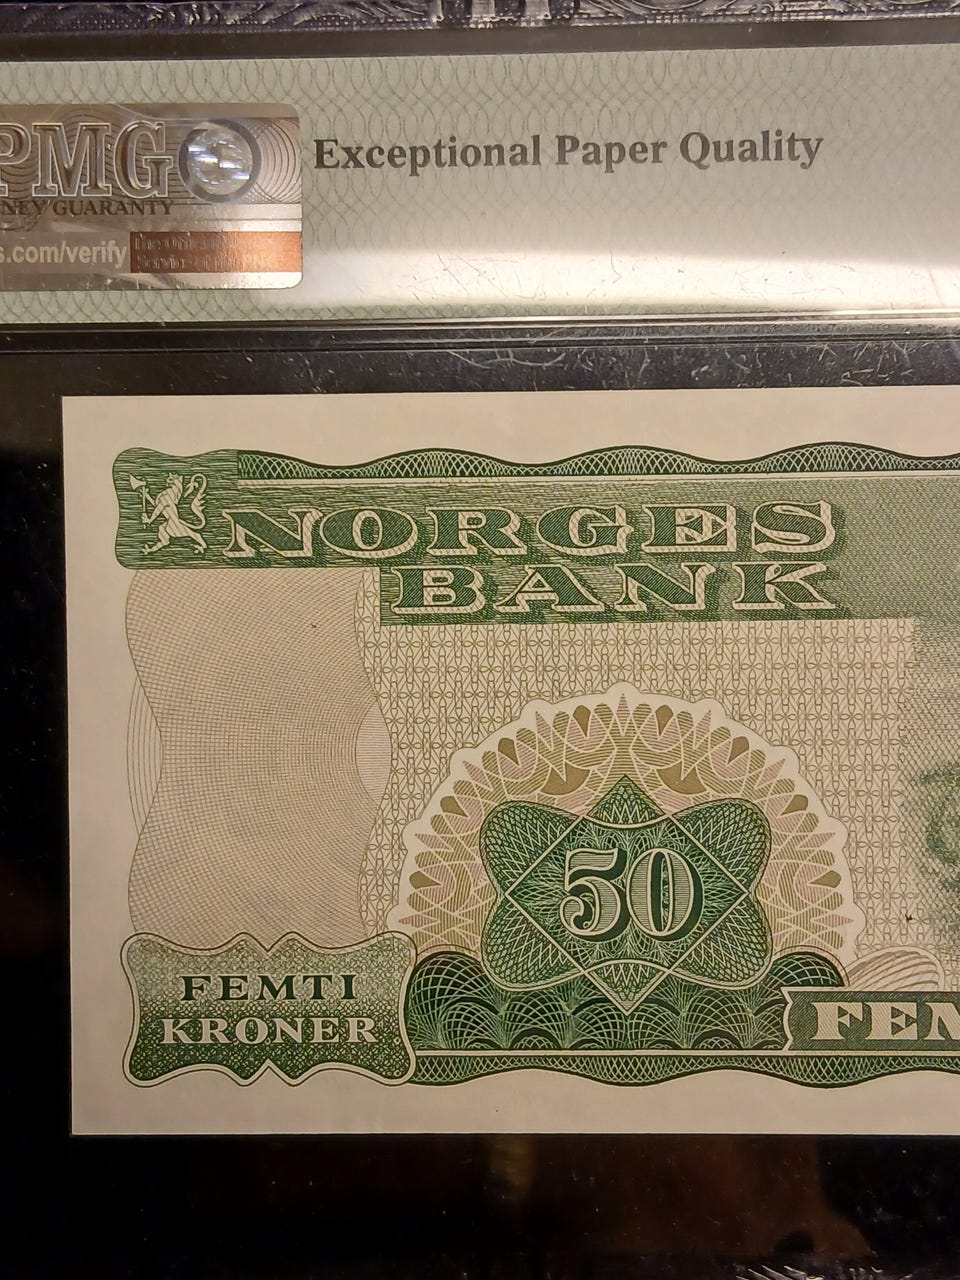 PMG
NEY GUARANTY
s.com/verify
Exceptional Paper Quality
NORGES
BANK
50
FEMTI
KRONER
FEM